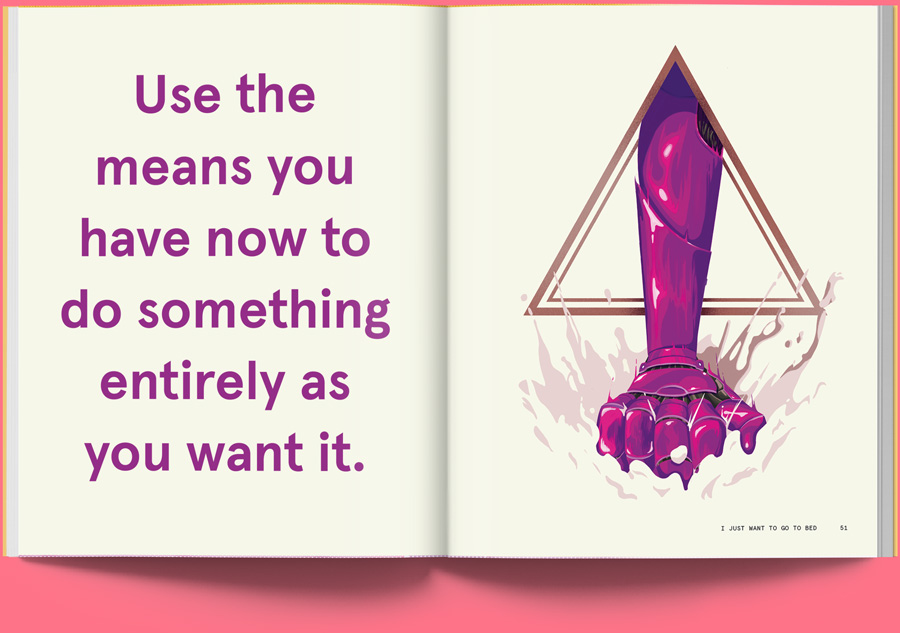 Use the
means you
have now to
do something
entirely as
you want it.
I JUST WANT TO GO TO BED 51